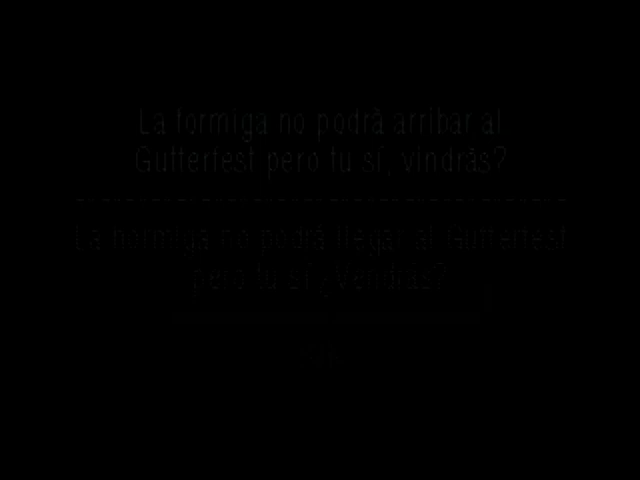 La formiga no podrà arribar al
Gutterfest pero tu sí, vindràs?
La hormiga no podrá llegar al Gutterfest
pero tu sí ¿Vendrás?